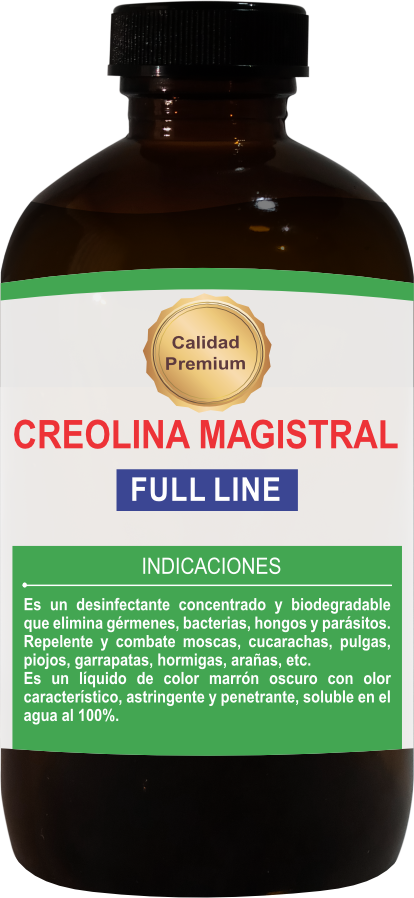 Calidad
Premium
CREOLINA MAGISTRAL
FULL LINE
INDICACIONES
Es un desinfectante concentrado y biodegradable
que elimina gérmenes, bacterias, hongos y parásitos.
Repelente y combate moscas, cucarachas, pulgas,
piojos, garrapatas, hormigas, arañas, etc.
Es un líquido de color marrón oscuro con olor
característico, astringente y penetrante, soluble en el
agua al 100%.